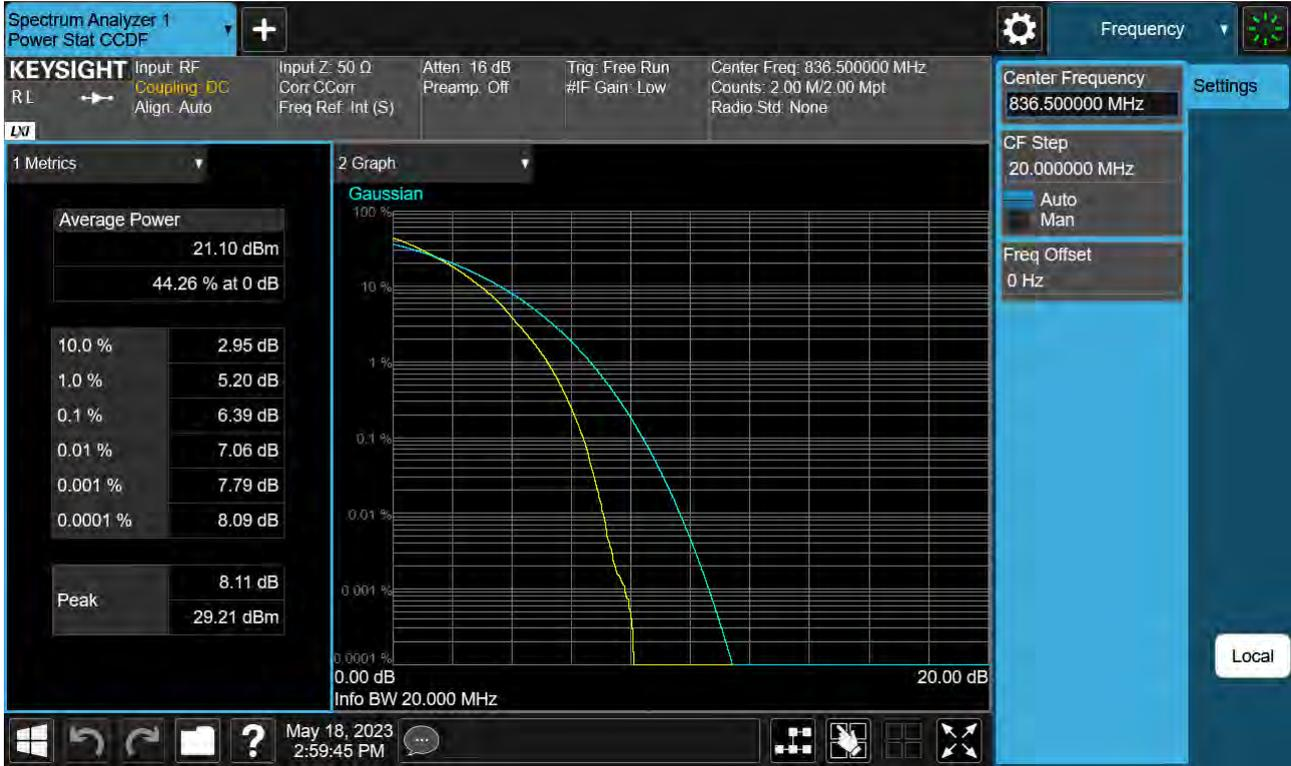 Spectrum Analyzer 1
Power Stat CCDF
Frequency
KEYSIGHT
RL
LXI
Input: RF
Coupling: DC
Align: Auto
Input Z: 50 Ω
Corr CCorr
Freq Ref: Int (S)
Atten: 16 dB
Preamp: Off
Trig: Free Run
#IF Gain: Low
Center Freq: 836.500000 MHz
Counts: 2.00 M/2.00 Mpt
Radio Std: None
Center Frequency
836.500000 MHz
Settings
CF Step
20.000000 MHz
Auto
Man
Freq Offset
0 Hz
Local
1 Metrics
Average Power
21.10 dBm
44.26 % at 0 dB
10.0 % 2.95 dB
1.0 % 5.20 dB
0.1 % 6.39 dB
0.01 % 7.06 dB
0.001 % 7.79 dB
0.0001 % 8.09 dB
Peak 8.11 dB
29.21 dBm
2 Graph
Gaussian
100 %
10 %
1 %
0.1 %
0.01 %
0.001 %
0.0001 %
0.00 dB 20.00 dB
Info BW 20.000 MHz
?
May 18, 2023
2:59:45 PM